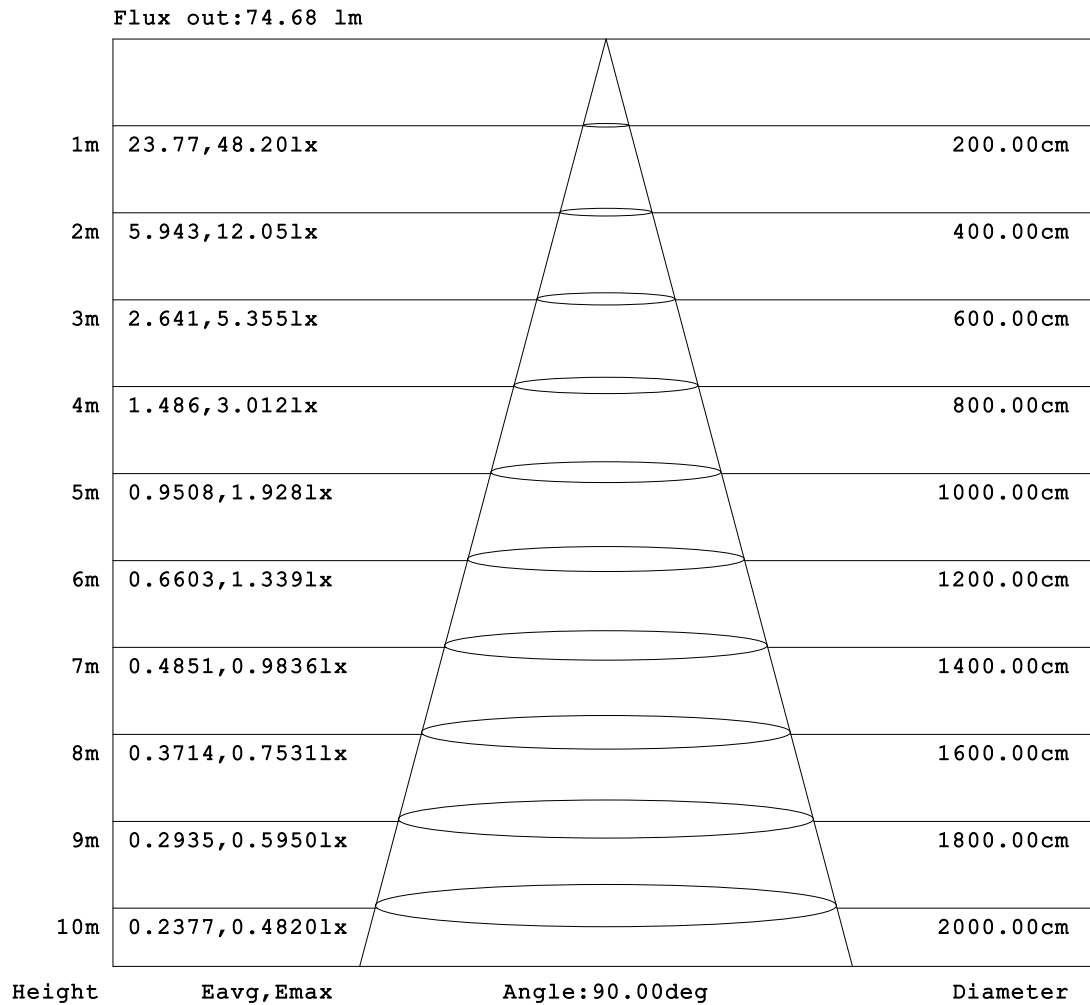 Flux out:74.68 lm
1m 23.77,48.20lx 200.00cm
2m 5.943,12.05lx 400.00cm
3m 2.641,5.355lx 600.00cm
4m 1.486,3.012lx 800.00cm
5m 0.9508,1.928lx 1000.00cm
6m 0.6603,1.339lx 1200.00cm
7m 0.4851,0.9836lx 1400.00cm
8m 0.3714,0.7531lx 1600.00cm
9m 0.2935,0.5950lx 1800.00cm
10m 0.2377,0.4820lx 2000.00cm
Height Eavg,Emax Angle:90.00deg Diameter